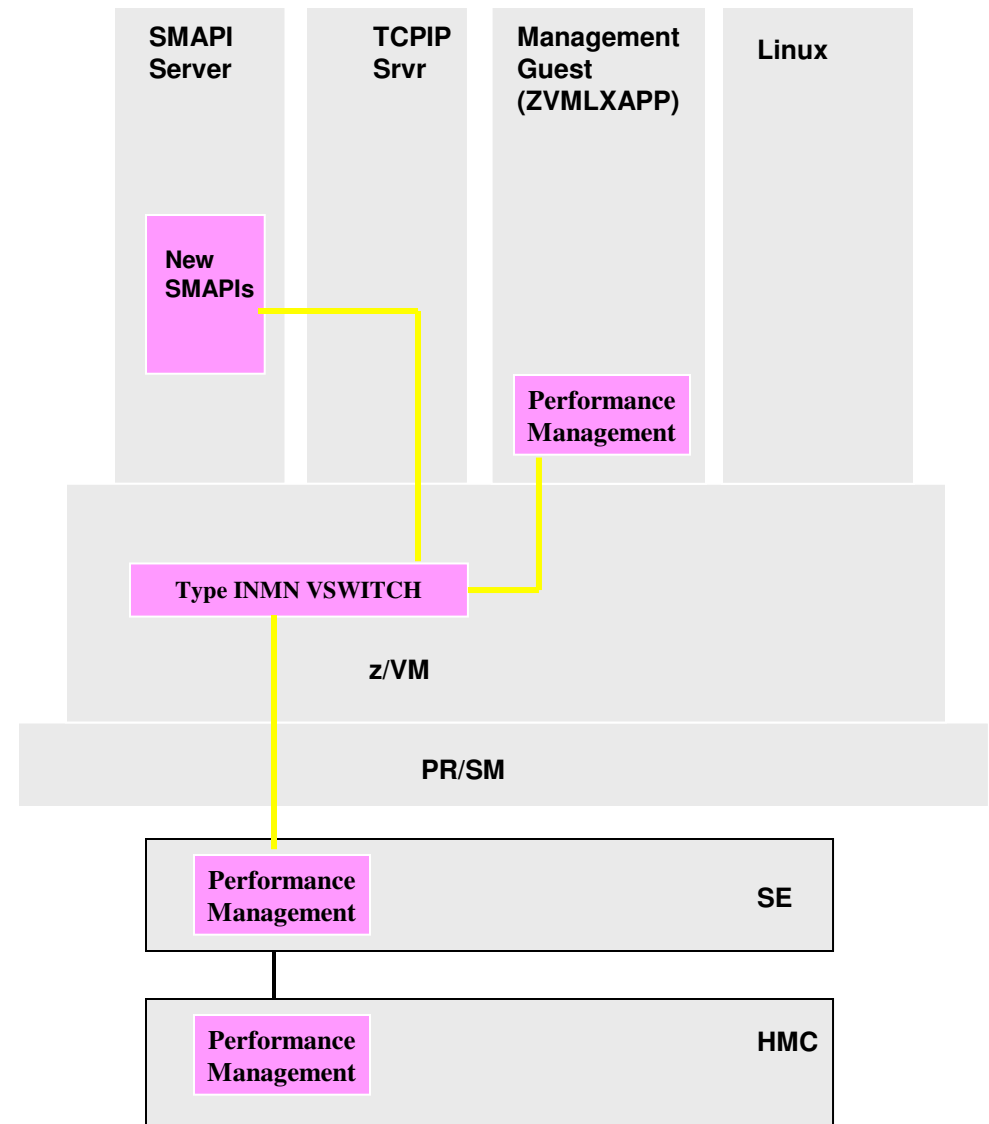 SMAPI
Server
TCPIP
Srvr
Management
Guest
(ZVMLXAPP)
Linux
New
SMAPIs
Performance
Management
Type INMN VSWITCH
z/VM
PR/SM
Performance
Management
SE
Performance
Management
HMC